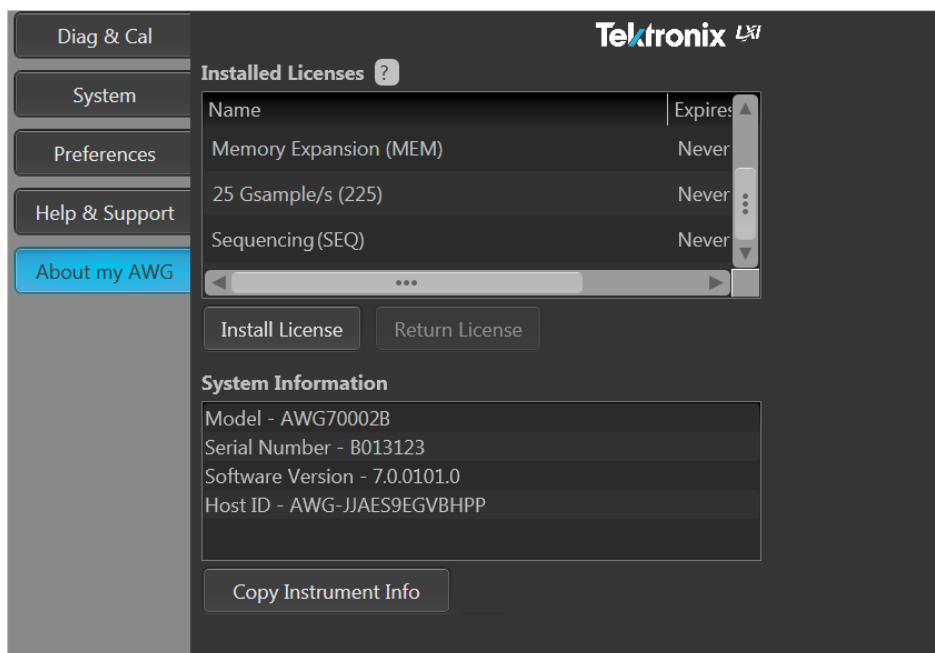 Diag & Cal
System
Preferences
Help & Support
About my AWG
Tektronix LXI
Installed Licenses ?
Name Expires
Memory Expansion (MEM) Never
25 Gsample/s (225) Never
Sequencing (SEQ) Never
Install License Return License
System Information
Model - AWG70002B
Serial Number - B013123
Software Version - 7.0.0101.0
Host ID - AWG-JJAES9EGVBHPP
Copy Instrument Info